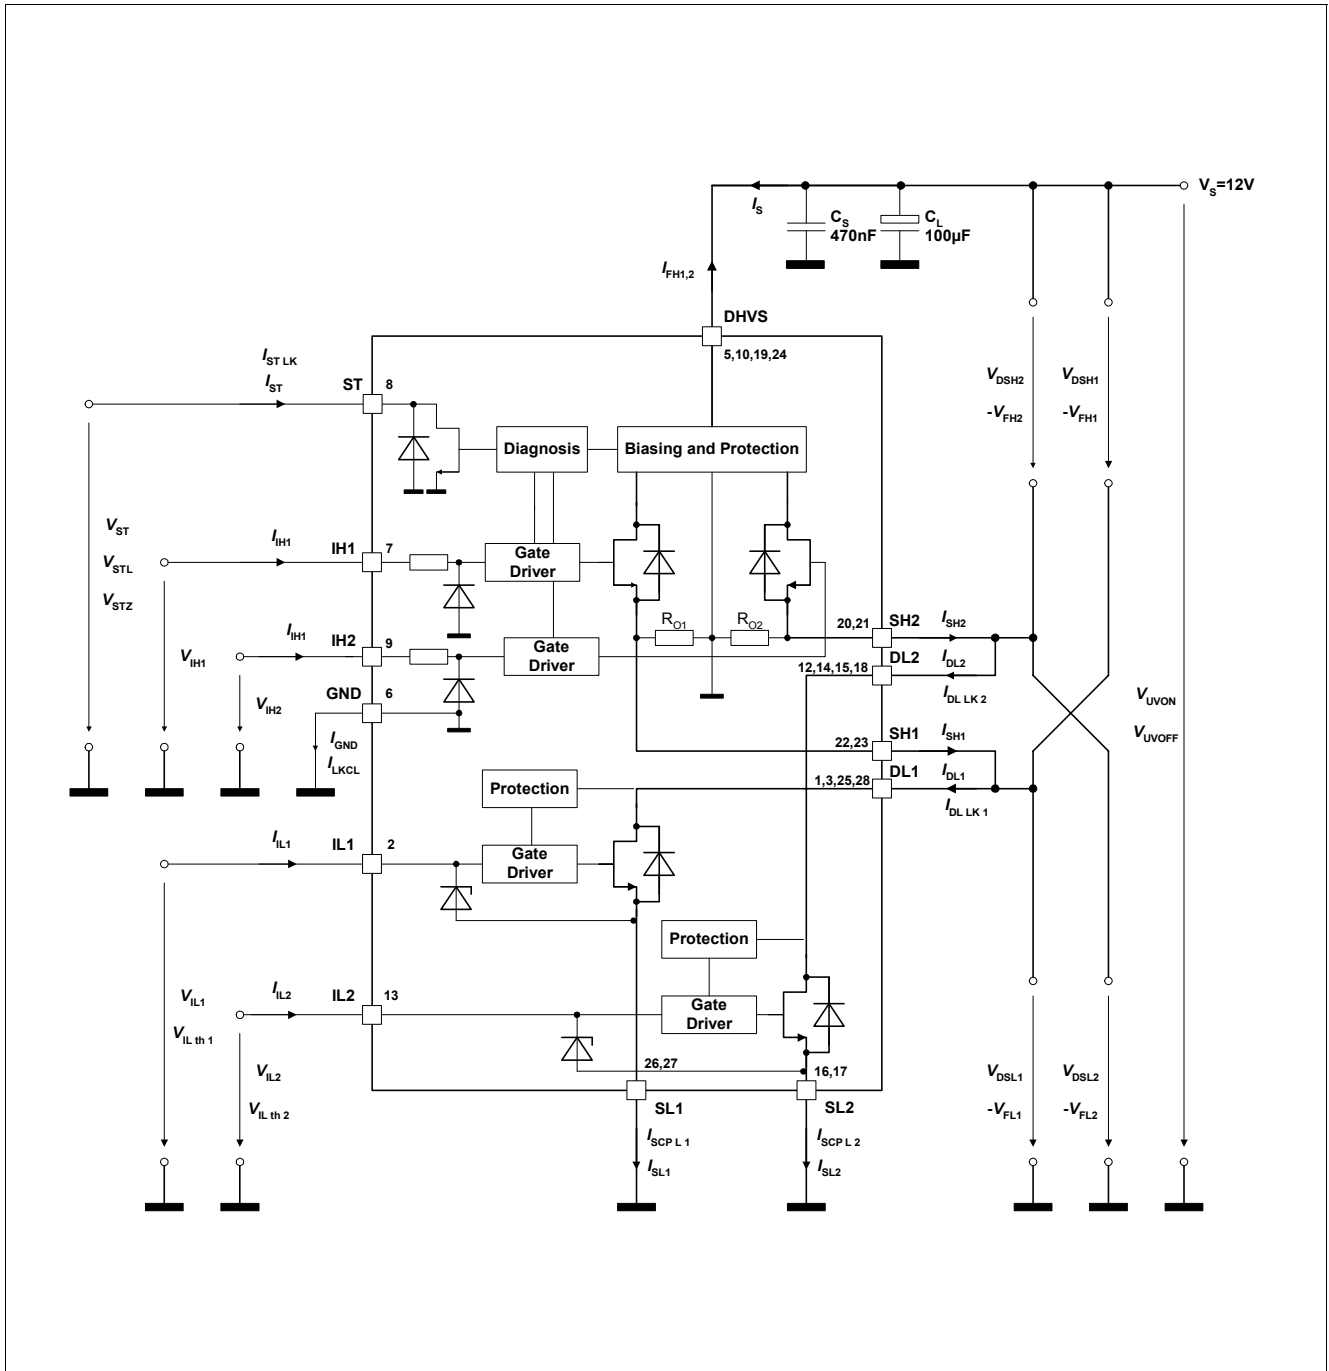 V_S=12V
I_S
C_S
470nF
C_L
100µF
I_FH1,2
DHVS
5,10,19,24
I_ST LK
I_ST
ST
8
V_DSH2
-V_FH2
V_DSH1
-V_FH1
Diagnosis
Biasing and Protection
V_ST
V_STL
V_STZ
I_IH1
IH1
7
Gate
Driver
R_O1
R_O2
20,21
SH2
I_SH2
V_IH1
I_IH1
IH2
9
Gate
Driver
12,14,15,18
DL2
I_DL2
I_DL LK 2
V_IH2
GND
6
I_GND
I_LKCL
V_UVON
V_UVOFF
22,23
SH1
I_SH1
Protection
1,3,25,28
DL1
I_DL1
I_DL LK 1
I_IL1
IL1
2
Gate
Driver
Protection
V_IL1
V_IL th 1
I_IL2
IL2
13
Gate
Driver
V_IL2
V_IL th 2
26,27
16,17
V_DSL1
-V_FL1
V_DSL2
-V_FL2
SL1
SL2
I_SCP L 1
I_SL1
I_SCP L 2
I_SL2